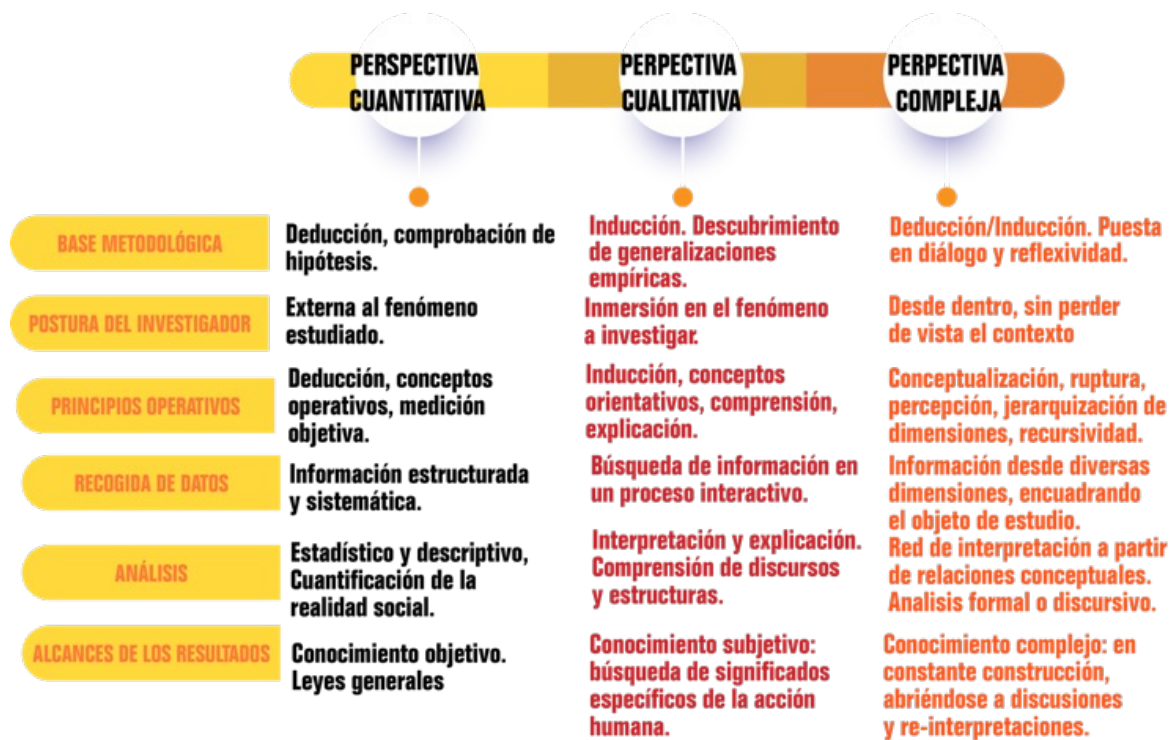 PERSPECTIVA
CUANTITATIVA
PERPECTIVA
CUALITATIVA
PERPECTIVA
COMPLEJA
BASE METODOLÓGICA
Deducción, comprobación de
hipótesis.
Inducción. Descubrimiento
de generalizaciones
empíricas.
Deducción/Inducción. Puesta
en diálogo y reflexividad.
POSTURA DEL INVESTIGADOR
Externa al fenómeno
estudiado.
Inmersión en el fenómeno
a investigar.
Desde dentro, sin perder
de vista el contexto
PRINCIPIOS OPERATIVOS
Deducción, conceptos
operativos, medición
objetiva.
Inducción, conceptos
orientativos, comprensión,
explicación.
Conceptualización, ruptura,
percepción, jerarquización de
dimensiones, recursividad.
RECOGIDA DE DATOS
Información estructurada
y sistemática.
Búsqueda de información en
un proceso interactivo.
Información desde diversas
dimensiones, encuadrando
el objeto de estudio.
ANÁLISIS
Estadístico y descriptivo,
Cuantificación de la
realidad social.
Interpretación y explicación.
Comprensión de discursos
y estructuras.
Red de interpretación a partir
de relaciones conceptuales.
Analisis formal o discursivo.
ALCANCES DE LOS RESULTADOS
Conocimiento objetivo.
Leyes generales
Conocimiento subjetivo:
búsqueda de significados
específicos de la acción
humana.
Conocimiento complejo: en
constante construcción,
abriéndose a discusiones
y re-interpretaciones.